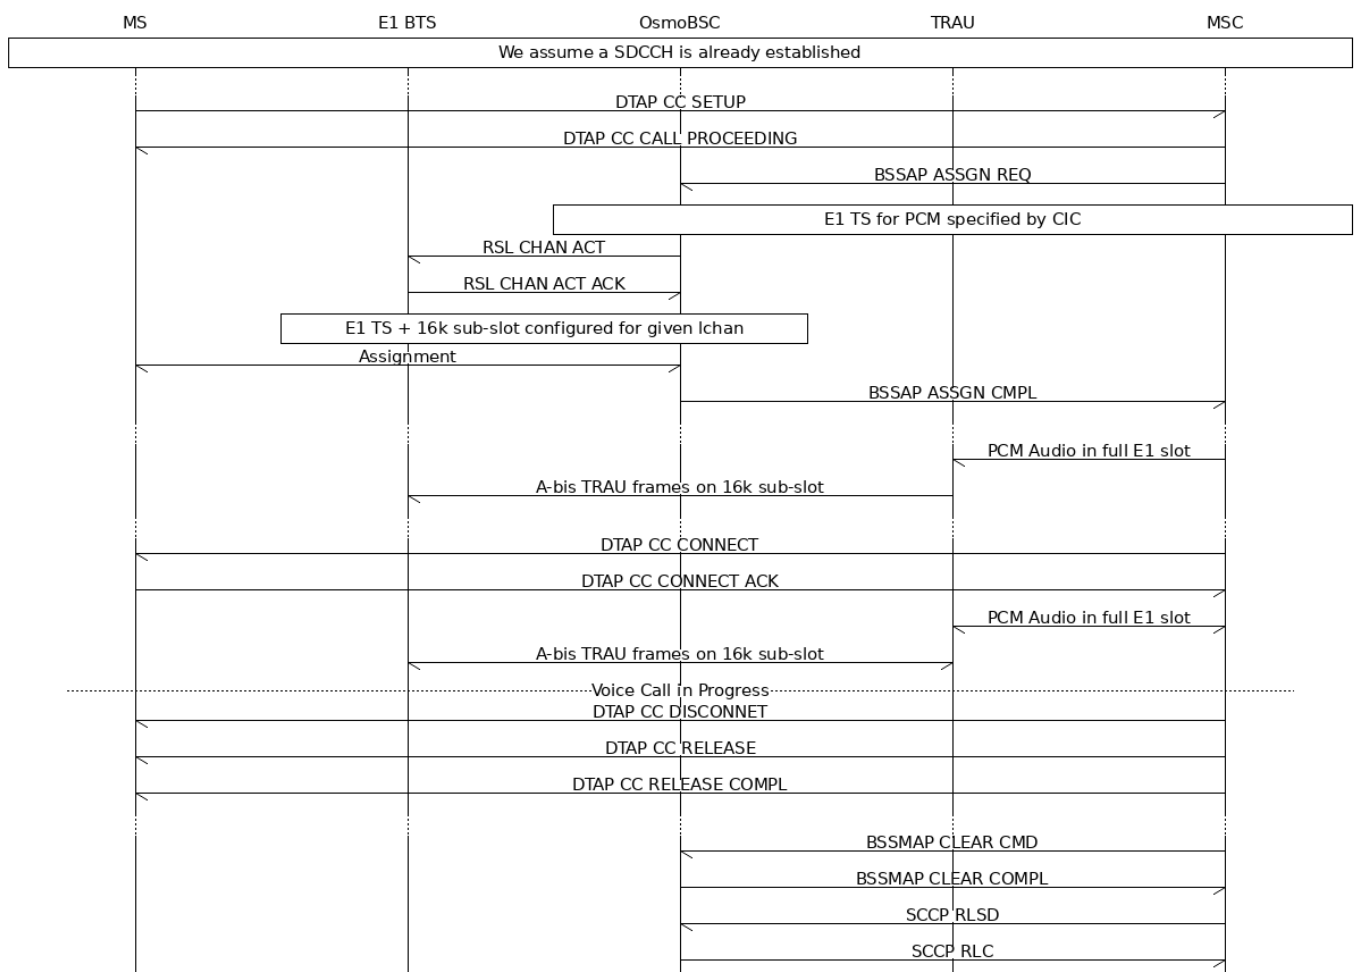 MS E1 BTS OsmoBSC TRAU MSC
We assume a SDCCH is already established
DTAP CC SETUP
DTAP CC CALL PROCEEDING
BSSAP ASSGN REQ
E1 TS for PCM specified by CIC
RSL CHAN ACT
RSL CHAN ACT ACK
E1 TS + 16k sub-slot configured for given lchan
Assignment
BSSAP ASSGN CMPL
PCM Audio in full E1 slot
A-bis TRAU frames on 16k sub-slot
DTAP CC CONNECT
DTAP CC CONNECT ACK
PCM Audio in full E1 slot
A-bis TRAU frames on 16k sub-slot
Voice Call in Progress
DTAP CC DISCONNET
DTAP CC RELEASE
DTAP CC RELEASE COMPL
BSSMAP CLEAR CMD
BSSMAP CLEAR COMPL
SCCP RLSD
SCCP RLC